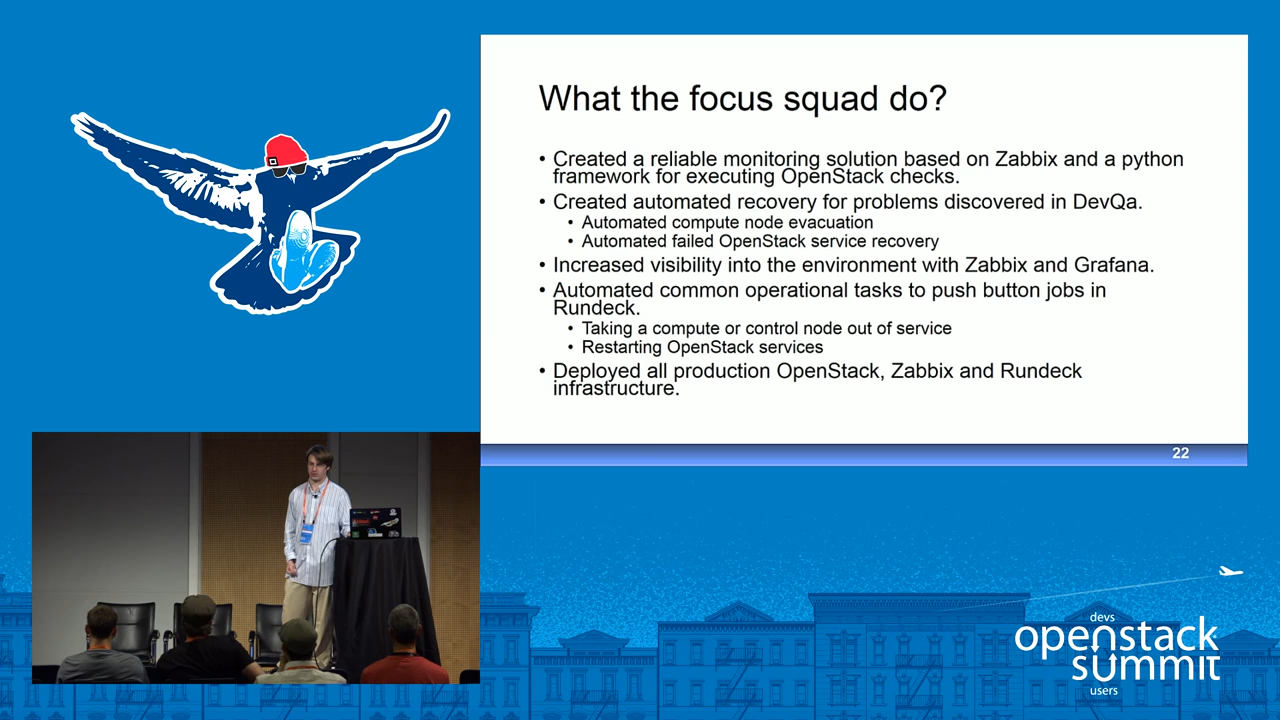 What the focus squad do?
• Created a reliable monitoring solution based on Zabbix and a python
framework for executing OpenStack checks.
• Created automated recovery for problems discovered in DevQa.
• Automated compute node evacuation
• Automated failed OpenStack service recovery
• Increased visibility into the environment with Zabbix and Grafana.
• Automated common operational tasks to push button jobs in
Rundeck.
• Taking a compute or control node out of service
• Restarting OpenStack services
• Deployed all production OpenStack, Zabbix and Rundeck
infrastructure.
22
devs
openstack
summit
users